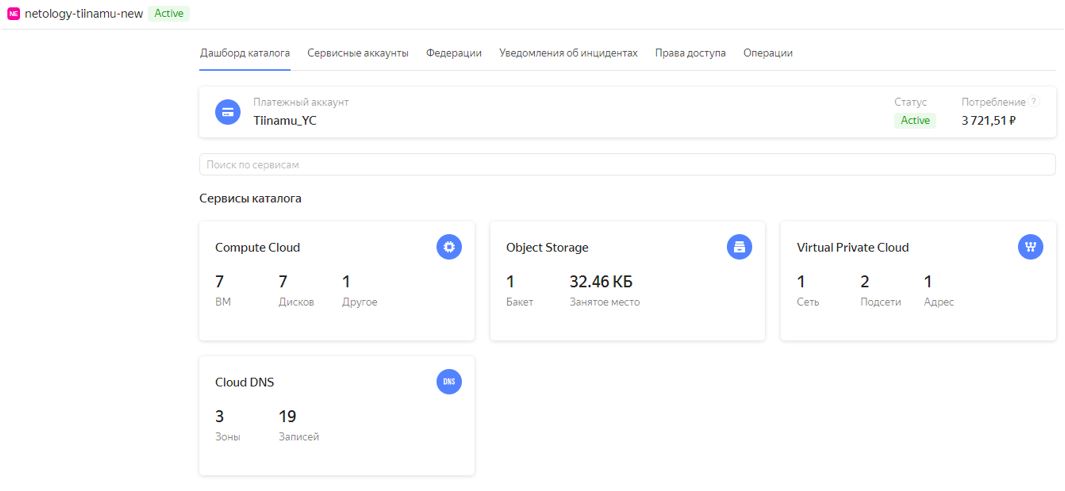 NE netology-tiinamu-new Active
Дашборд каталога Сервисные аккаунты Федерации Уведомления об инцидентах Права доступа Операции
Платежный аккаунт Статус Потребление ?
Tiinamu_YC Active 3 721,51 ₽
Поиск по сервисам
Сервисы каталога
Compute Cloud
7 7 1
ВМ Дисков Другое
Object Storage
1 32.46 КБ
Бакет Занятое место
Virtual Private Cloud
1 2 1
Сеть Подсети Адрес
Cloud DNS DNS
3 19
Зоны Записей